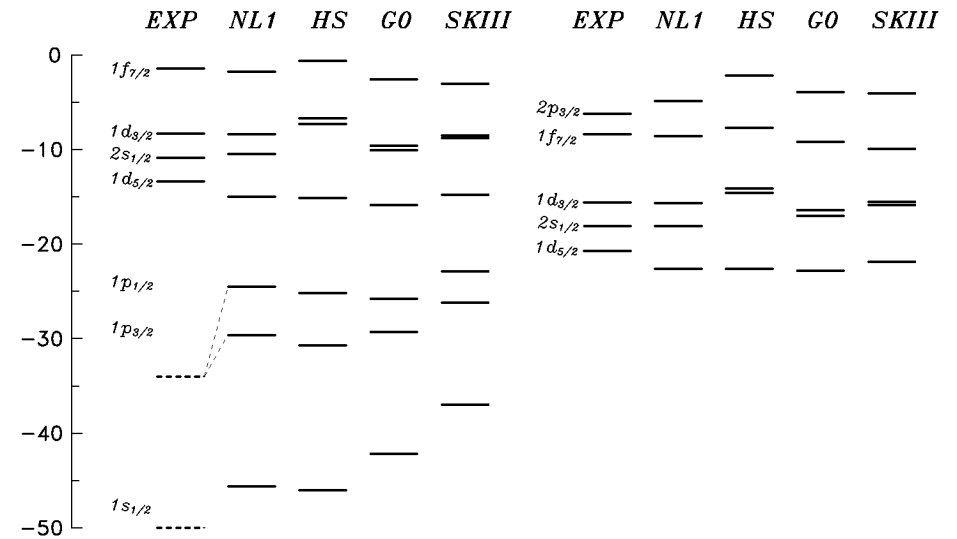 EXP NL1 HS G0 SKIII EXP NL1 HS G0 SKIII
0
1f7/2
2p3/2
1d3/2
1f7/2
−10
2s1/2
1d5/2
1d3/2
−20
2s1/2
1d5/2
1p1/2
1p3/2
−30
−40
1s1/2
−50